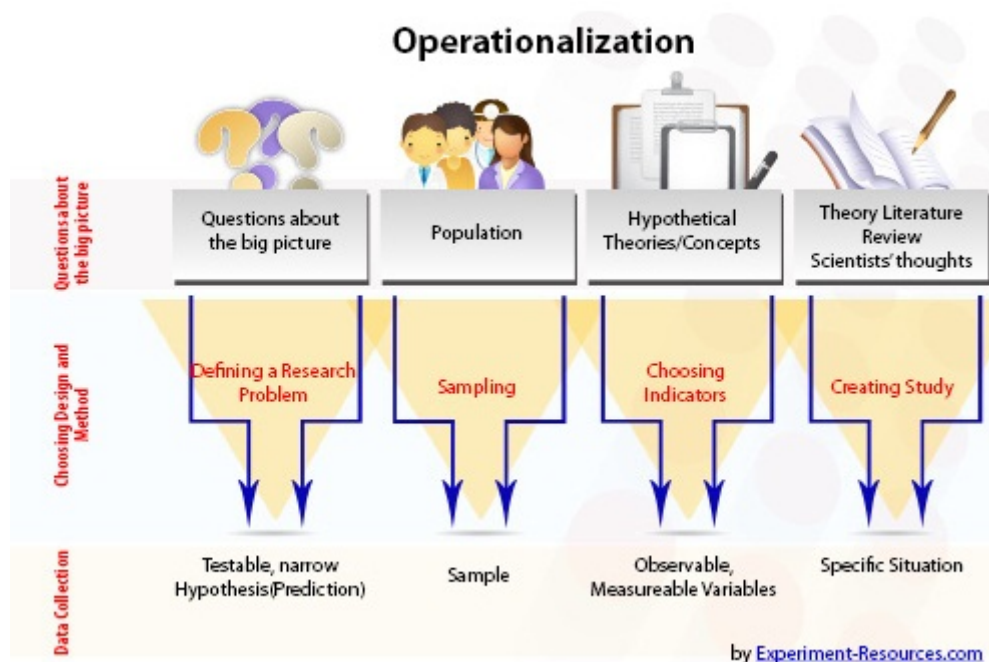 Operationalization
Questions about
the big picture
Questions about
the big picture
Population
Hypothetical
Theories/Concepts
Theory Literature
Review
Scientists' thoughts
Choosing Design and
Method
Defining a Research
Problem
Sampling
Choosing
Indicators
Creating Study
Data Collection
Testable, narrow
Hypothesis(Prediction)
Sample
Observable,
Measureable Variables
Specific Situation
by Experiment-Resources.com